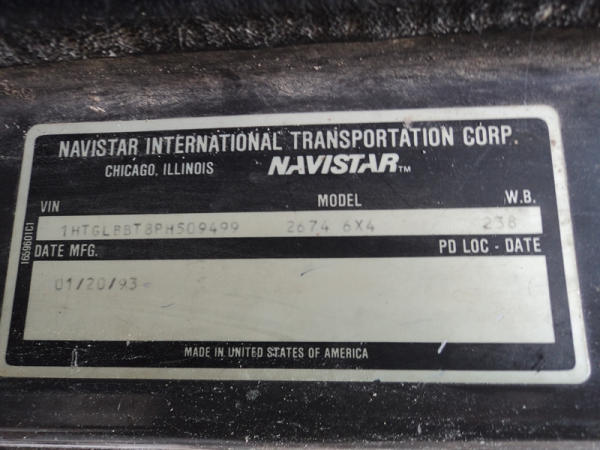 NAVISTAR INTERNATIONAL TRANSPORTATION CORP.
CHICAGO, ILLINOIS NAVISTAR™
VIN MODEL W.B.
1HTGLBBT8PH509499 2674 6X4 238
DATE MFG. PD LOC - DATE
01/20/93
MADE IN UNITED STATES OF AMERICA
1659601C1